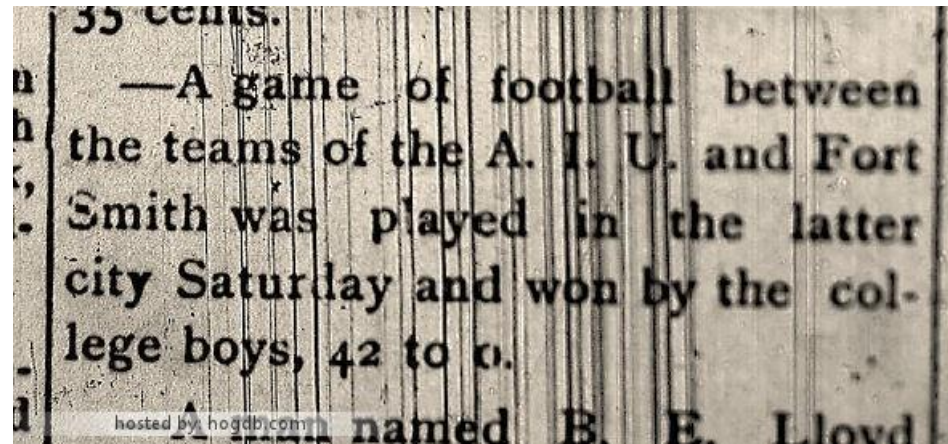 35 cents.
—A game of football between
the teams of the A. I. U. and Fort
Smith was played in the latter
city Saturday and won by the col-
lege boys, 42 to 0.
A man named B. E. Lloyd
hosted by: hogdb.com